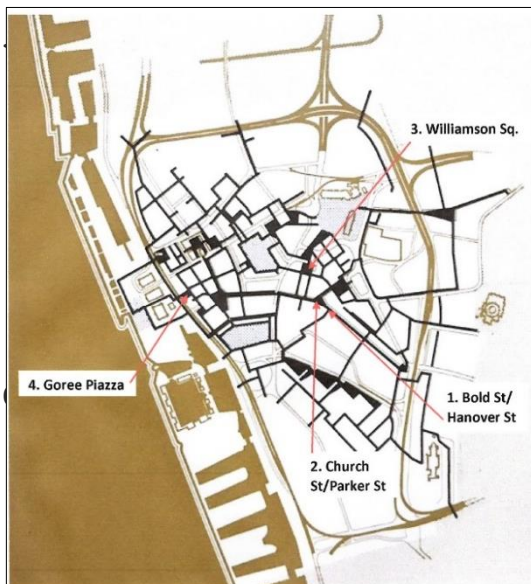 3. Williamson Sq.
4. Goree Piazza
1. Bold St/
Hanover St
2. Church
St/Parker St